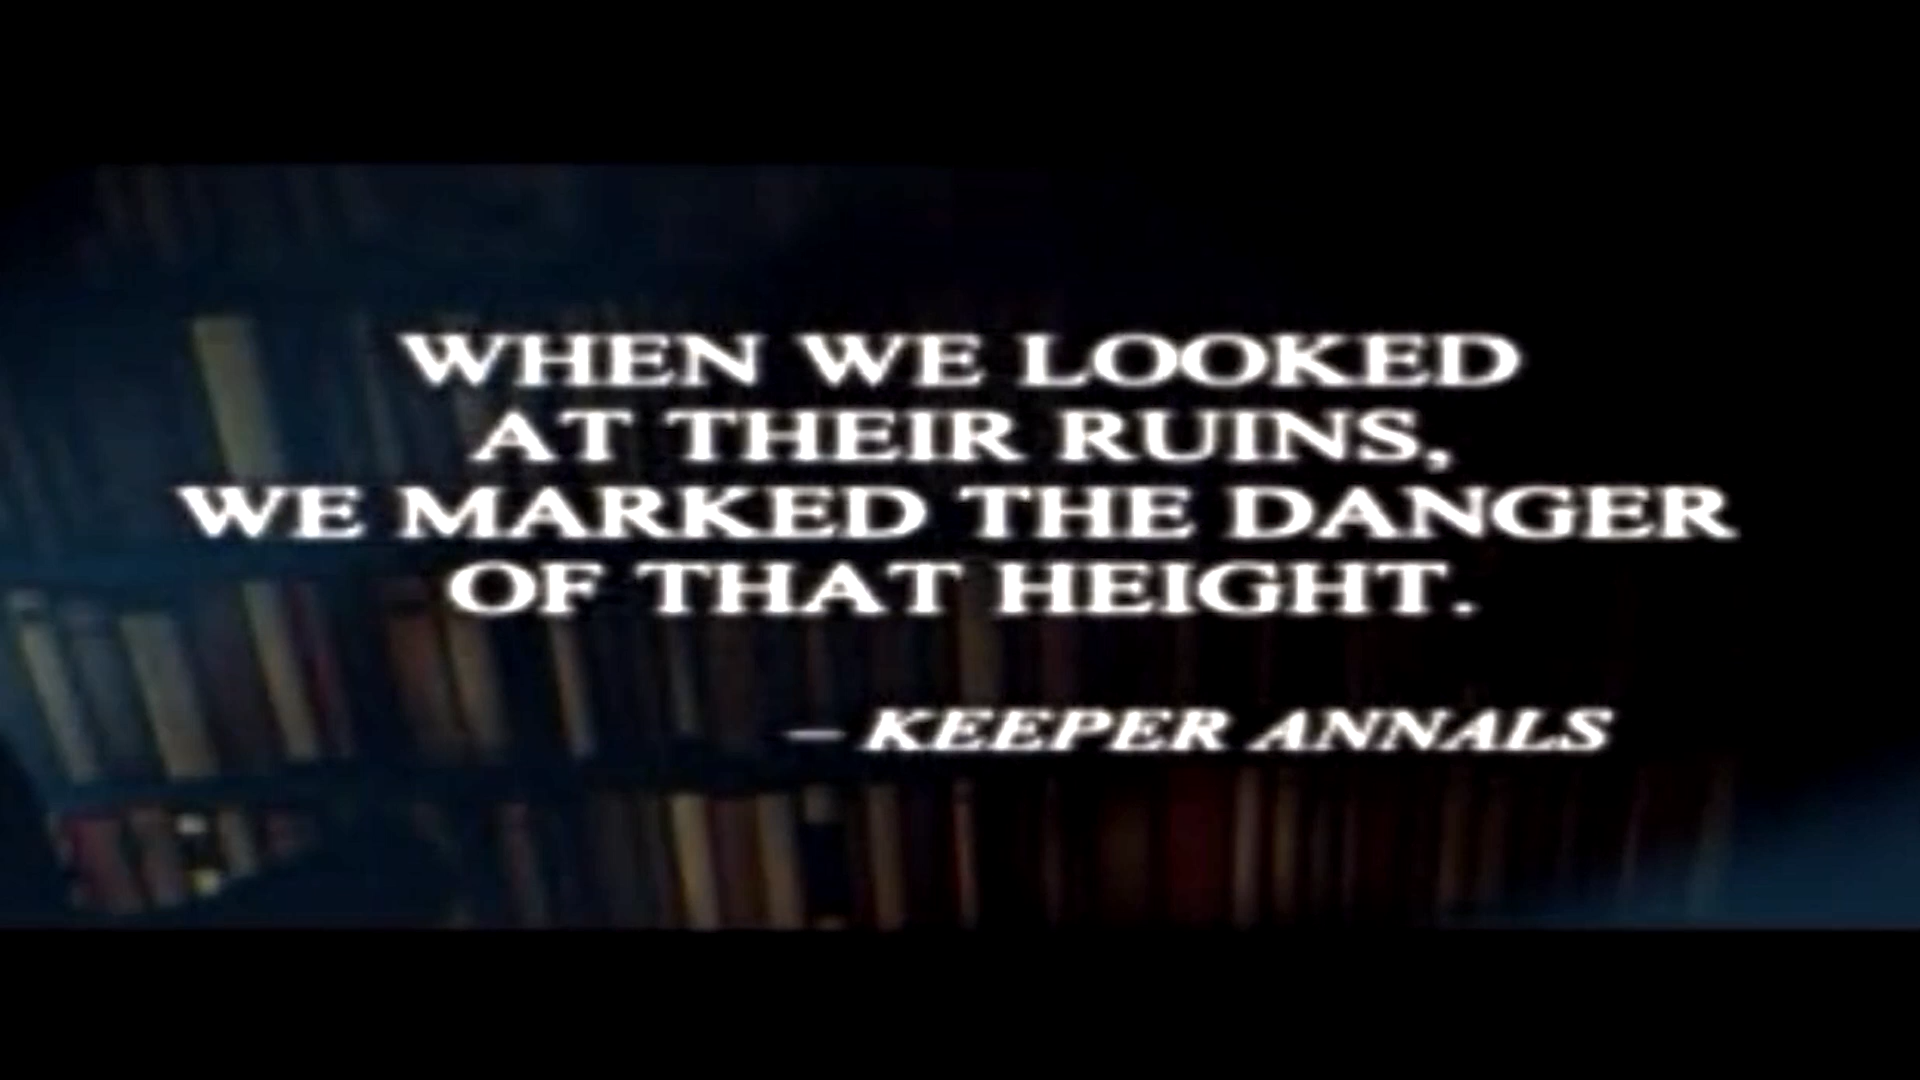 WHEN WE LOOKED
AT THEIR RUINS,
WE MARKED THE DANGER
OF THAT HEIGHT.
– KEEPER ANNALS